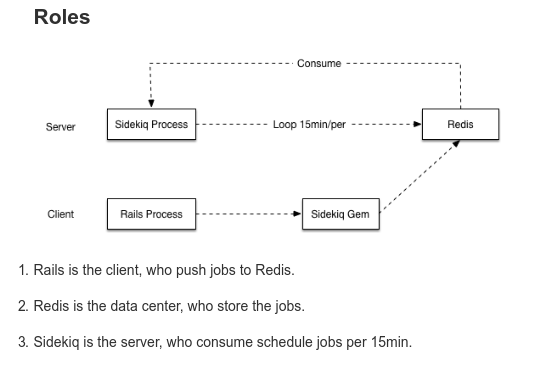 Roles
Consume
Server
Sidekiq Process
Loop 15min/per
Redis
Client
Rails Process
Sidekiq Gem
1. Rails is the client, who push jobs to Redis.
2. Redis is the data center, who store the jobs.
3. Sidekiq is the server, who consume schedule jobs per 15min.